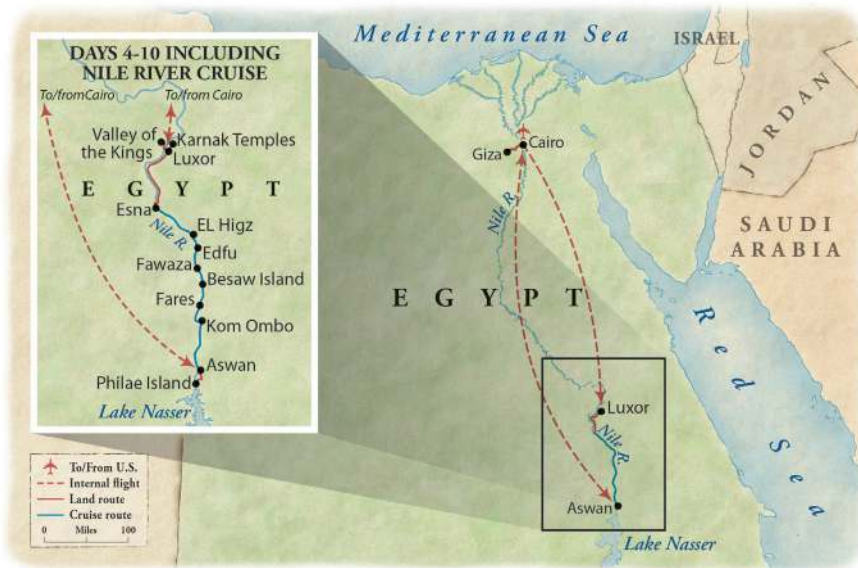 DAYS 4-10 INCLUDING
NILE RIVER CRUISE
To/fromCairo
To/from Cairo
Valley of
the Kings
Karnak Temples
Luxor
E G Y P T
Esna
Nile R.
EL Higz
Edfu
Fawaza
Besaw Island
Fares
Kom Ombo
Aswan
Philae Island
Lake Nasser
Mediterranean Sea
ISRAEL
JORDAN
Cairo
Giza
Nile R.
SAUDI
ARABIA
E G Y P T
Red Sea
Luxor
Nile R.
Aswan
Lake Nasser
To/From U.S.
Internal flight
Land route
Cruise route
0 Miles 100